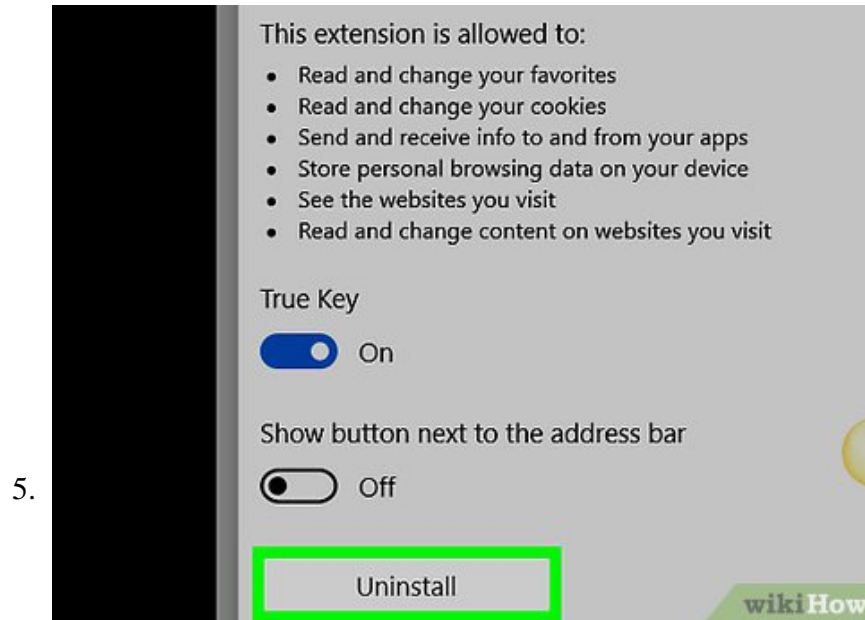 This extension is allowed to:
• Read and change your favorites
• Read and change your cookies
• Send and receive info to and from your apps
• Store personal browsing data on your device
• See the websites you visit
• Read and change content on websites you visit
True Key
On
Show button next to the address bar
5.
Off
Uninstall
wikiHow